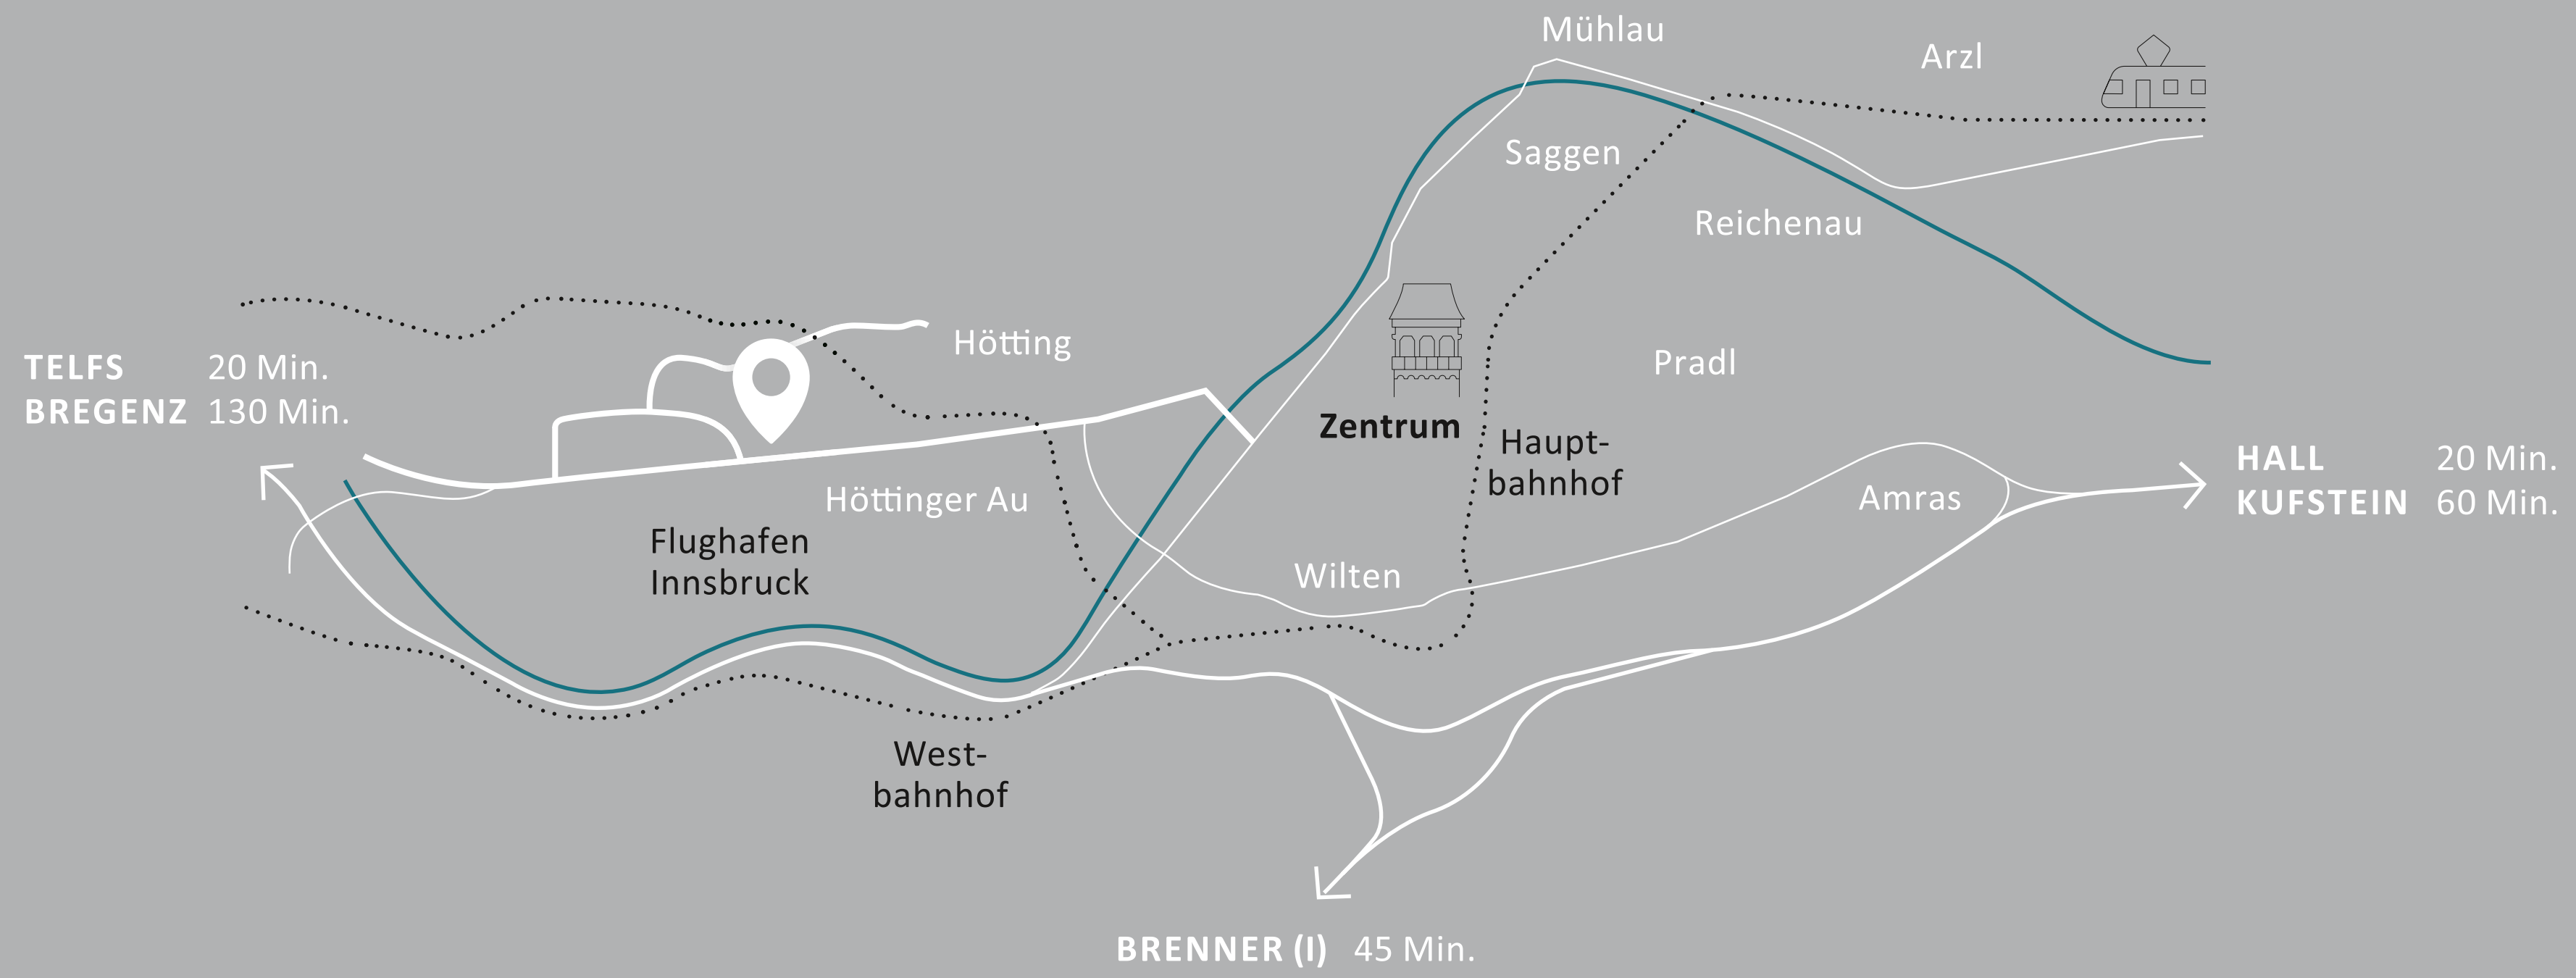 Mühlau
Arzl
Saggen
Reichenau
Hötting
Pradl
TELFS 20 Min.
BREGENZ 130 Min.
Zentrum
Haupt-
bahnhof
HALL 20 Min.
KUFSTEIN 60 Min.
Amras
Höttinger Au
Flughafen
Innsbruck
Wilten
West-
bahnhof
BRENNER (I) 45 Min.